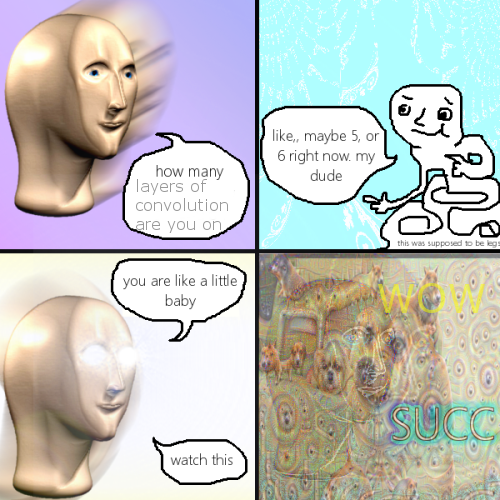 how many
layers of
convolution
are you on
like,, maybe 5, or
6 right now. my
dude
this was supposed to be legs
you are like a little
baby
watch this
WOW
SUCC